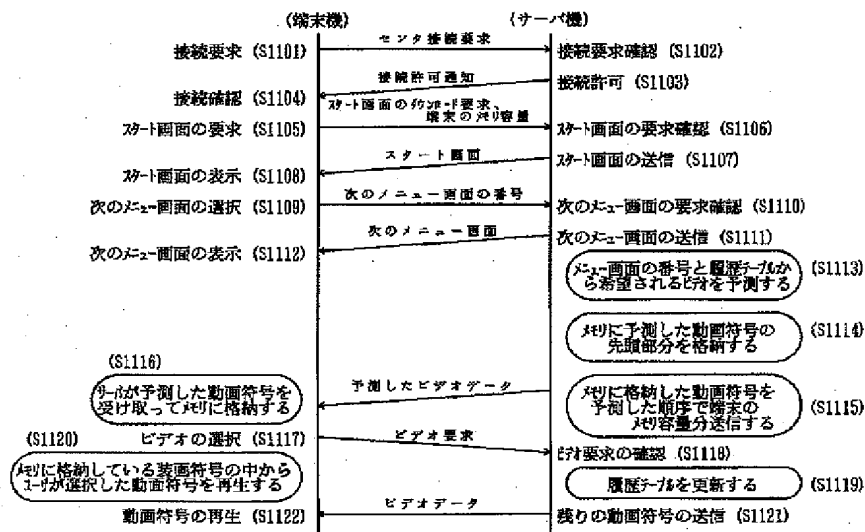 (端末機) (サーバ機)
センタ接続要求
接続要求 (S1101) 接続要求確認 (S1102)
接続許可通知
接続許可 (S1103)
接続確認 (S1104)
スタート画面のダウンロード要求、
端末のメモリ容量
スタート画面の要求 (S1105) スタート画面の要求確認 (S1106)
スタート画面
スタート画面の送信 (S1107)
スタート画面の表示 (S1108)
次のメニュー画面の番号
次のメニュー画面の選択 (S1109) 次のメニュー画面の要求確認 (S1110)
次のメニュー画面
次のメニュー画面の送信 (S1111)
次のメニュー画面の表示 (S1112)
メニュー画面の番号と履歴テーブルか
ら希望されるビデオを予測する
(S1113)
メモリに予測した動画符号の
先頭部分を格納する
(S1114)
(S1116)
サーバが予測した動画符号を
受け取ってメモリに格納する
予測したビデオデータ
メモリに格納した動画符号を
予測した順序で端末の
メモリ容量分送信する
(S1115)
(S1120) ビデオの選択 (S1117)
ビデオ要求
ビデオ要求の確認 (S1118)
メモリに格納している装画符号の中から
ユーザが選択した動画符号を再生する
履歴テーブルを更新する (S1119)
ビデオデータ
動画符号の再生 (S1122) 残りの動画符号の送信 (S1121)